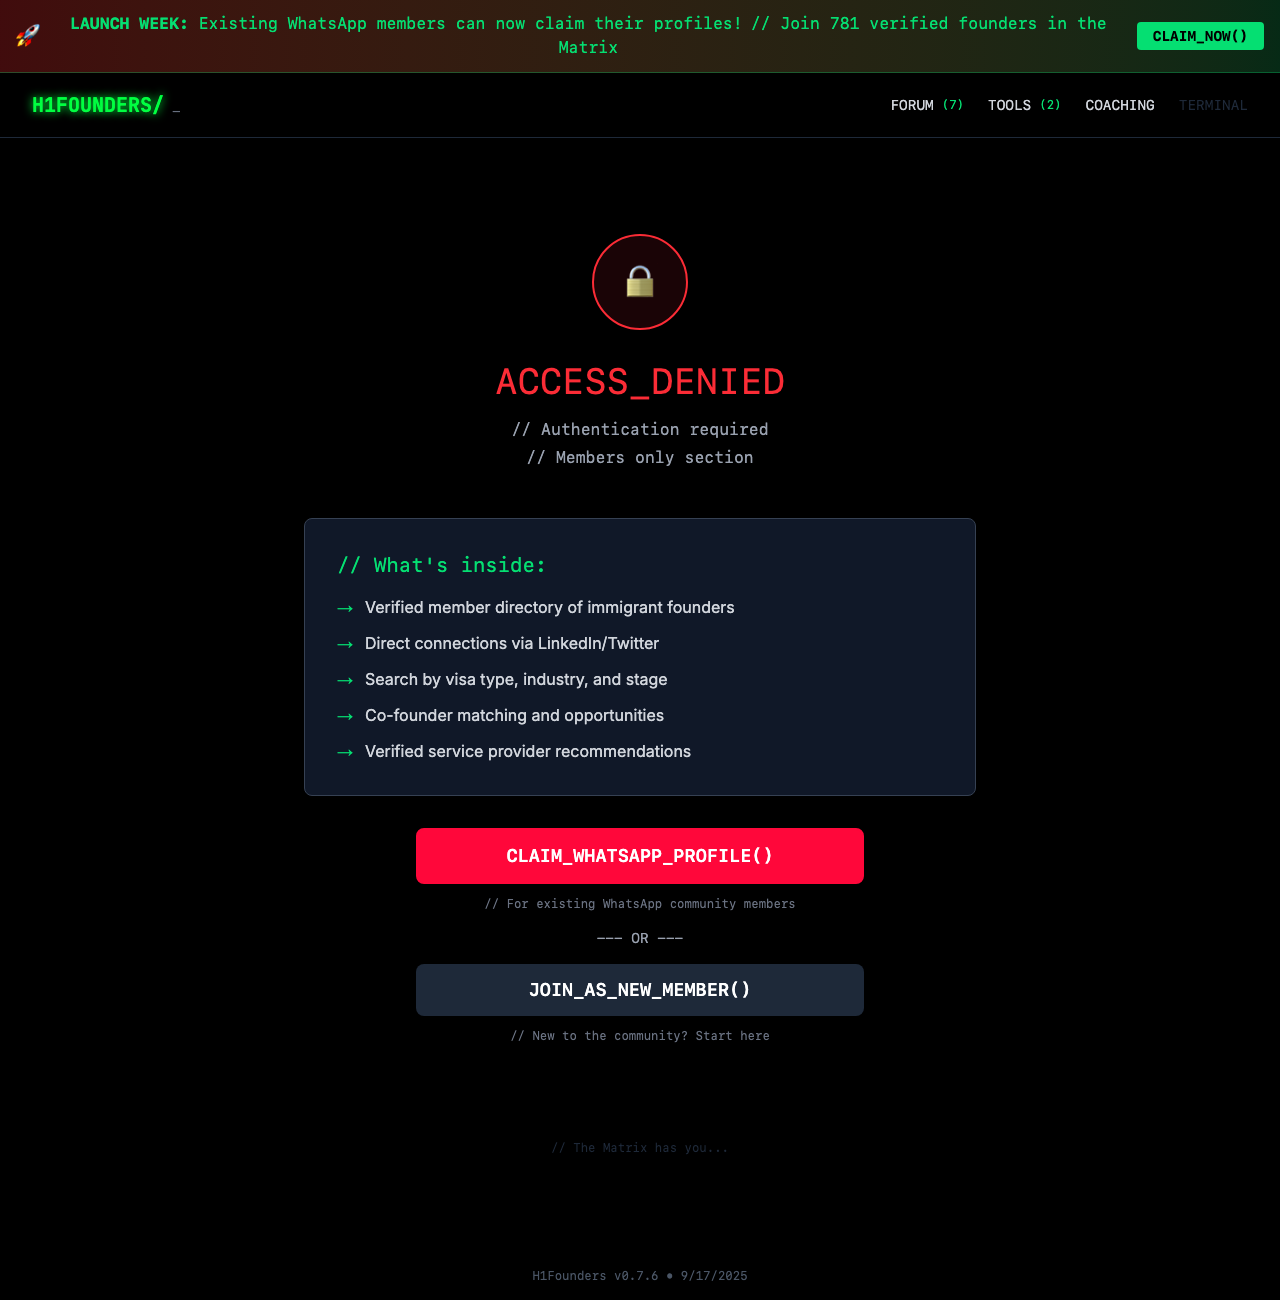 LAUNCH WEEK: Existing WhatsApp members can now claim their profiles! // Join 781 verified founders in the
Matrix
CLAIM_NOW()
H1FOUNDERS/ _
FORUM (7) TOOLS (2) COACHING TERMINAL
ACCESS_DENIED
// Authentication required
// Members only section
// What's inside:
→ Verified member directory of immigrant founders
→ Direct connections via LinkedIn/Twitter
→ Search by visa type, industry, and stage
→ Co-founder matching and opportunities
→ Verified service provider recommendations
CLAIM_WHATSAPP_PROFILE()
// For existing WhatsApp community members
——— OR ———
JOIN_AS_NEW_MEMBER()
// New to the community? Start here
// The Matrix has you...
H1Founders v0.7.6 • 9/17/2025